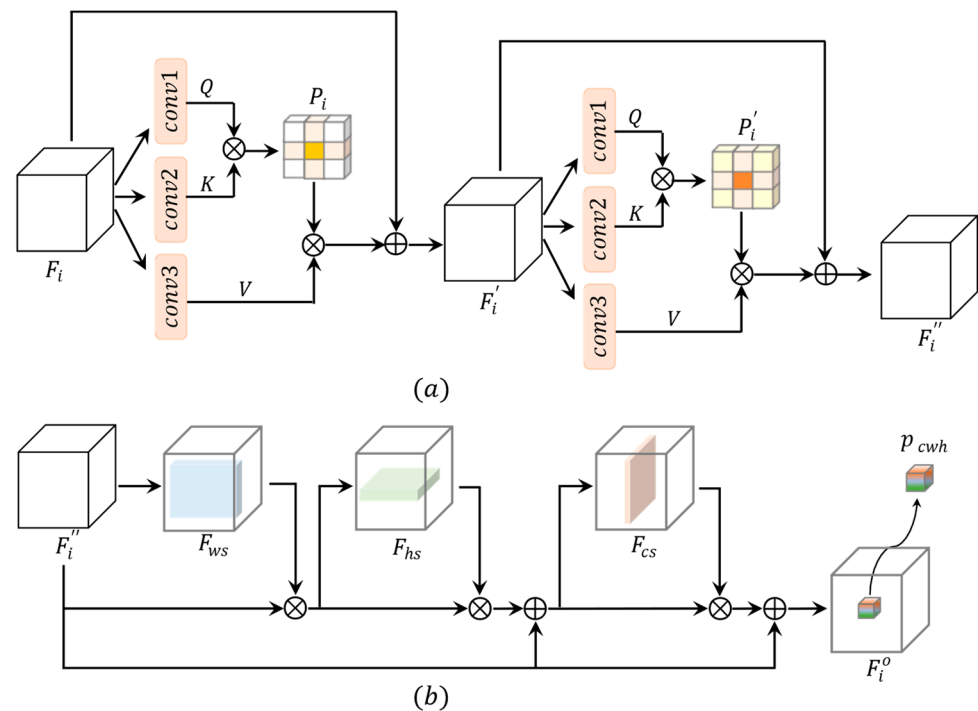 conv1
Q
P_i
conv2
K
F_i
conv3
V
conv1
Q
P_i'
conv2
K
F_i'
conv3
V
F_i''
(a)
F_i''
F_ws
F_hs
F_cs
p_cwh
F_i^o
(b)